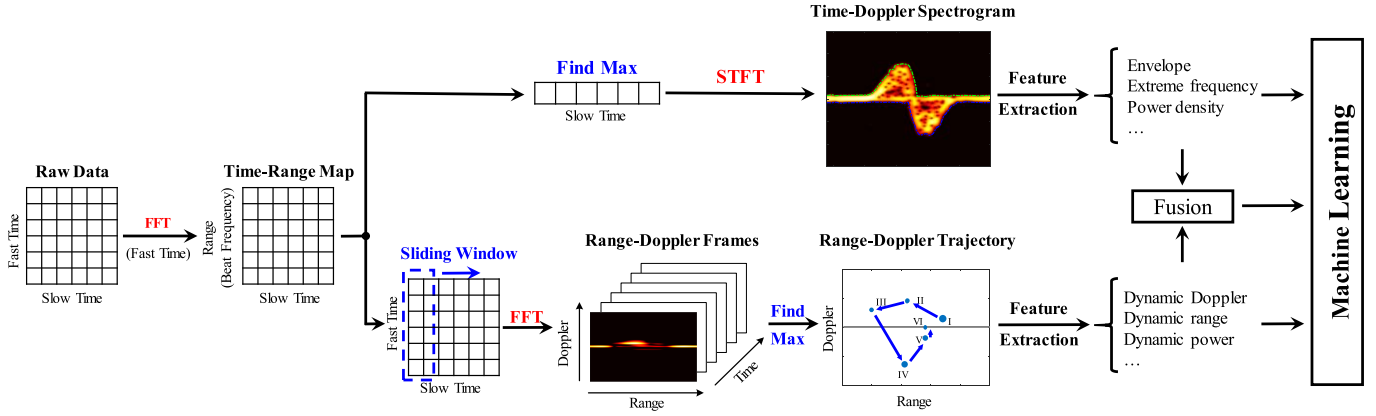 Raw Data
Fast Time
Slow Time
FFT
(Fast Time)
Time-Range Map
Range
(Beat Frequency)
Slow Time
Find Max
Slow Time
STFT
Time-Doppler Spectrogram
Feature
Extraction
Envelope
Extreme frequency
Power density
…
Sliding Window
Fast Time
Slow Time
FFT
Range-Doppler Frames
Doppler
Range
Time
Find
Max
Range-Doppler Trajectory
Doppler
III
II
I
VI
V
IV
Range
Feature
Extraction
Dynamic Doppler
Dynamic range
Dynamic power
…
Fusion
Machine Learning